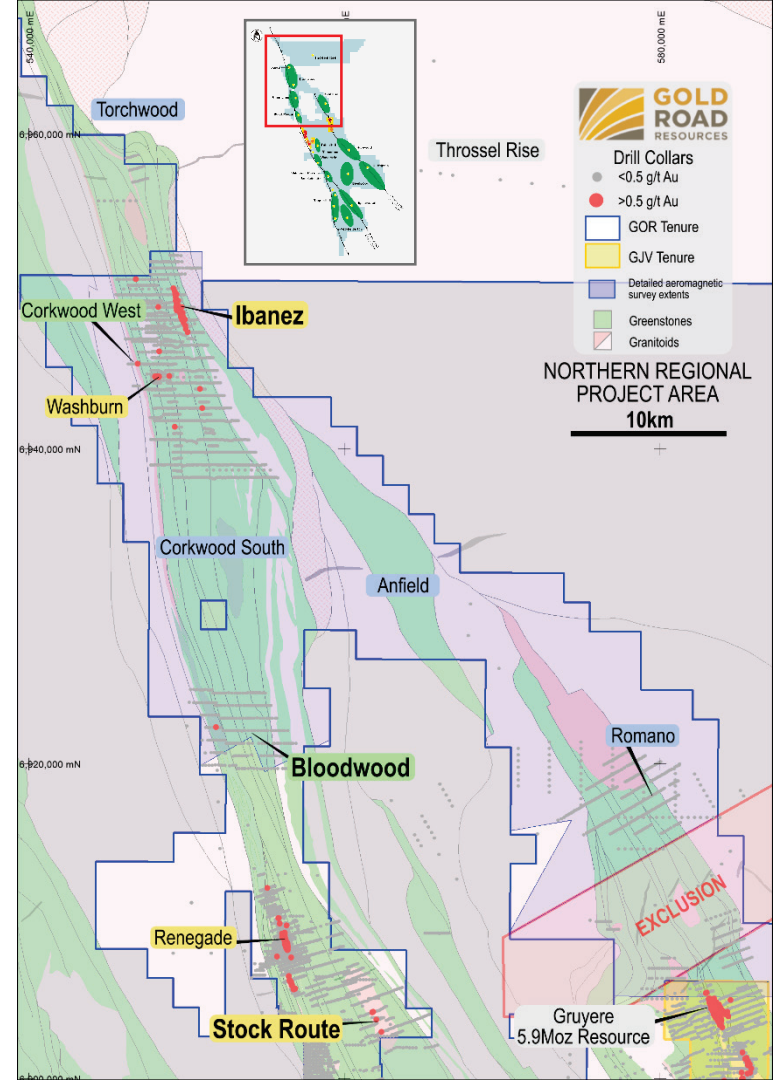 540,000 mE
mE
580,000 mE
GOLD
ROAD
RESOURCES
Drill Collars
<0.5 g/t Au
>0.5 g/t Au
GOR Tenure
GJV Tenure
Detailed aeromagnetic
survey extents
Greenstones
Granitoids
NORTHERN REGIONAL
PROJECT AREA
10km
Torchwood
6,960,000 mN
Throssel Rise
Corkwood West
Ibanez
Washburn
6,940,000 mN
Corkwood South
Anfield
Romano
6,920,000 mN
Bloodwood
EXCLUSION
Renegade
Stock Route
Gruyere
5.9Moz Resource